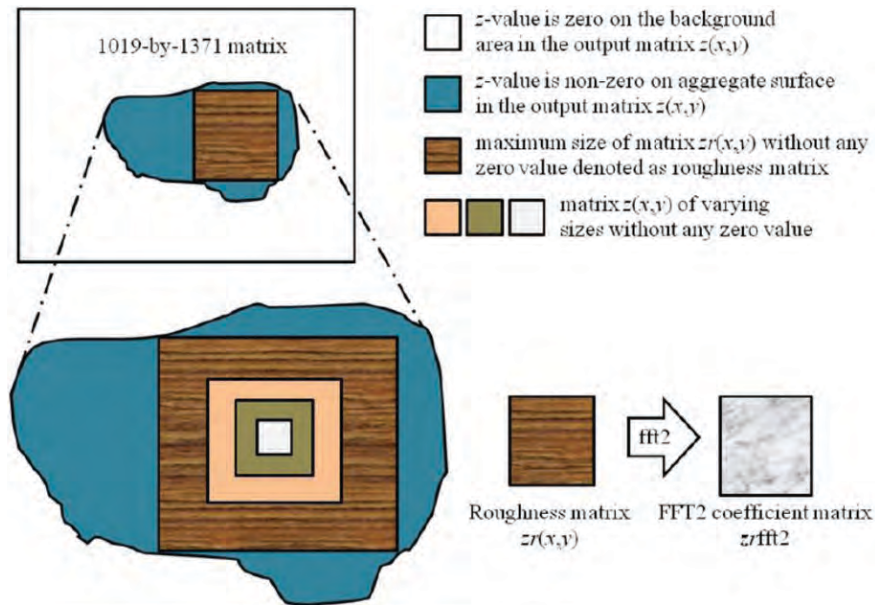 1019-by-1371 matrix
z-value is zero on the background
area in the output matrix z(x,y)
z-value is non-zero on aggregate surface
in the output matrix z(x,y)
maximum size of matrix zr(x,y) without any
zero value denoted as roughness matrix
matrix z(x,y) of varying
sizes without any zero value
fft2
Roughness matrix
zr(x,y)
FFT2 coefficient matrix
zrfft2